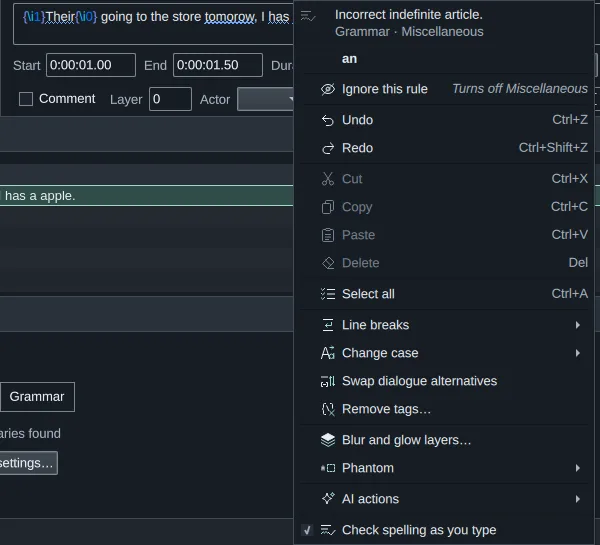 {\i1}Their{\i0} going to the store tomorow, I has
Start 0:00:01.00 End 0:00:01.50
Comment Layer 0 Actor
has a apple.
Grammar
aries found
settings…
Incorrect indefinite article.
Grammar · Miscellaneous
an
Ignore this rule Turns off Miscellaneous
Undo Ctrl+Z
Redo Ctrl+Shift+Z
Cut Ctrl+X
Copy Ctrl+C
Paste Ctrl+V
Delete Del
Select all Ctrl+A
Line breaks
Change case
Swap dialogue alternatives
Remove tags…
Blur and glow layers…
Phantom
AI actions
Check spelling as you type